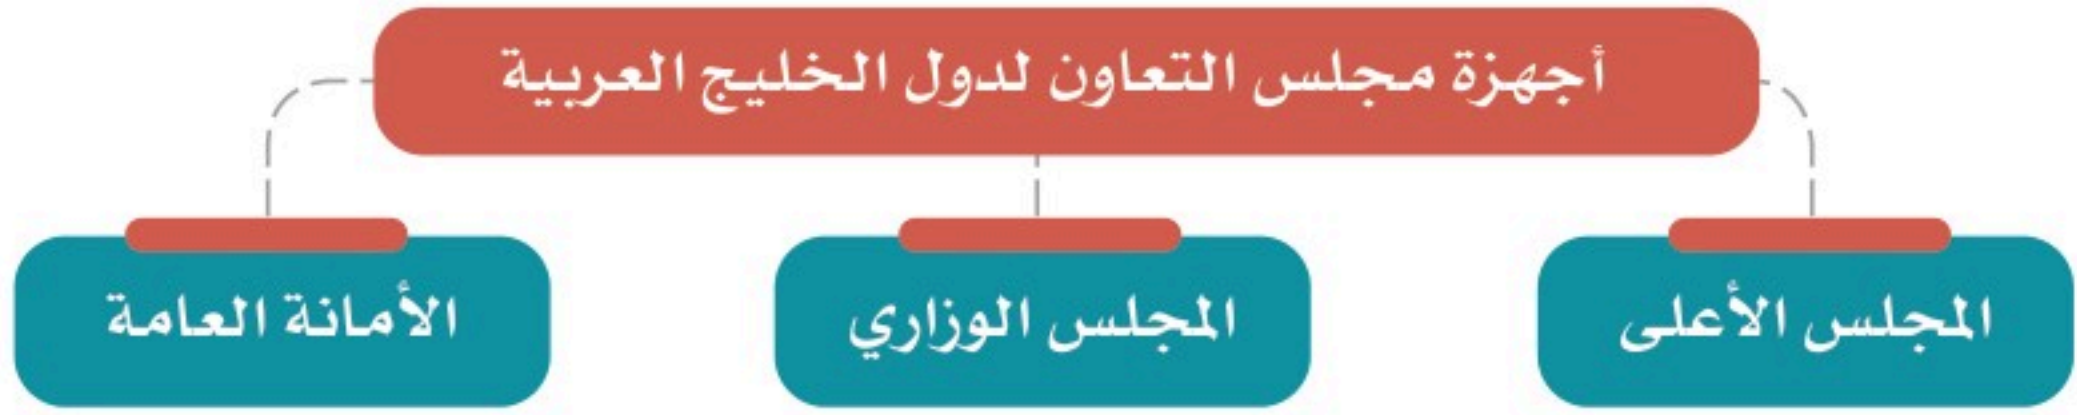 أجهزة مجلس التعاون لدول الخليج العربية
المجلس الأعلى
المجلس الوزاري
الأمانة العامة